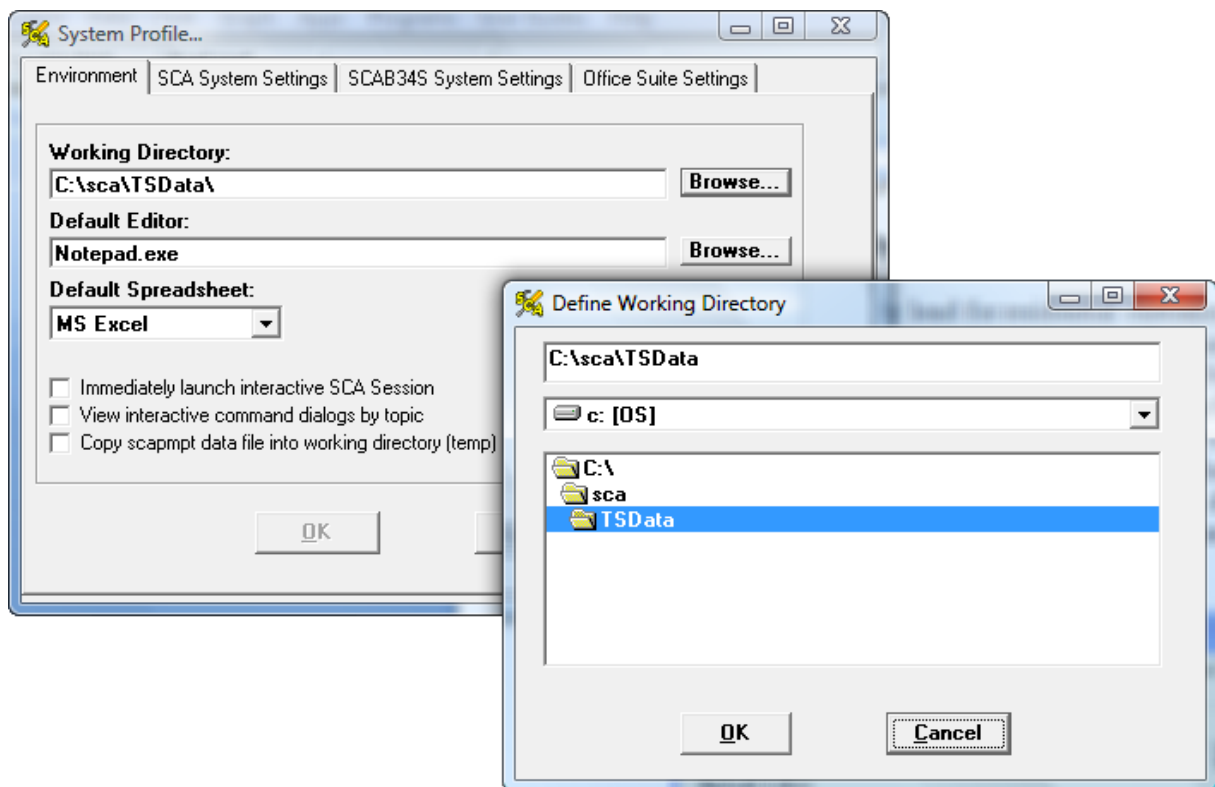 System Profile...
Environment SCA System Settings SCAB34S System Settings Office Suite Settings
Working Directory:
C:\sca\TSData\ Browse...
Default Editor:
Notepad.exe Browse...
Default Spreadsheet:
MS Excel
Immediately launch interactive SCA Session
View interactive command dialogs by topic
Copy scapmpt data file into working directory (temp)
OK
Define Working Directory
C:\sca\TSData
c: [OS]
C:\
sca
TSData
OK Cancel